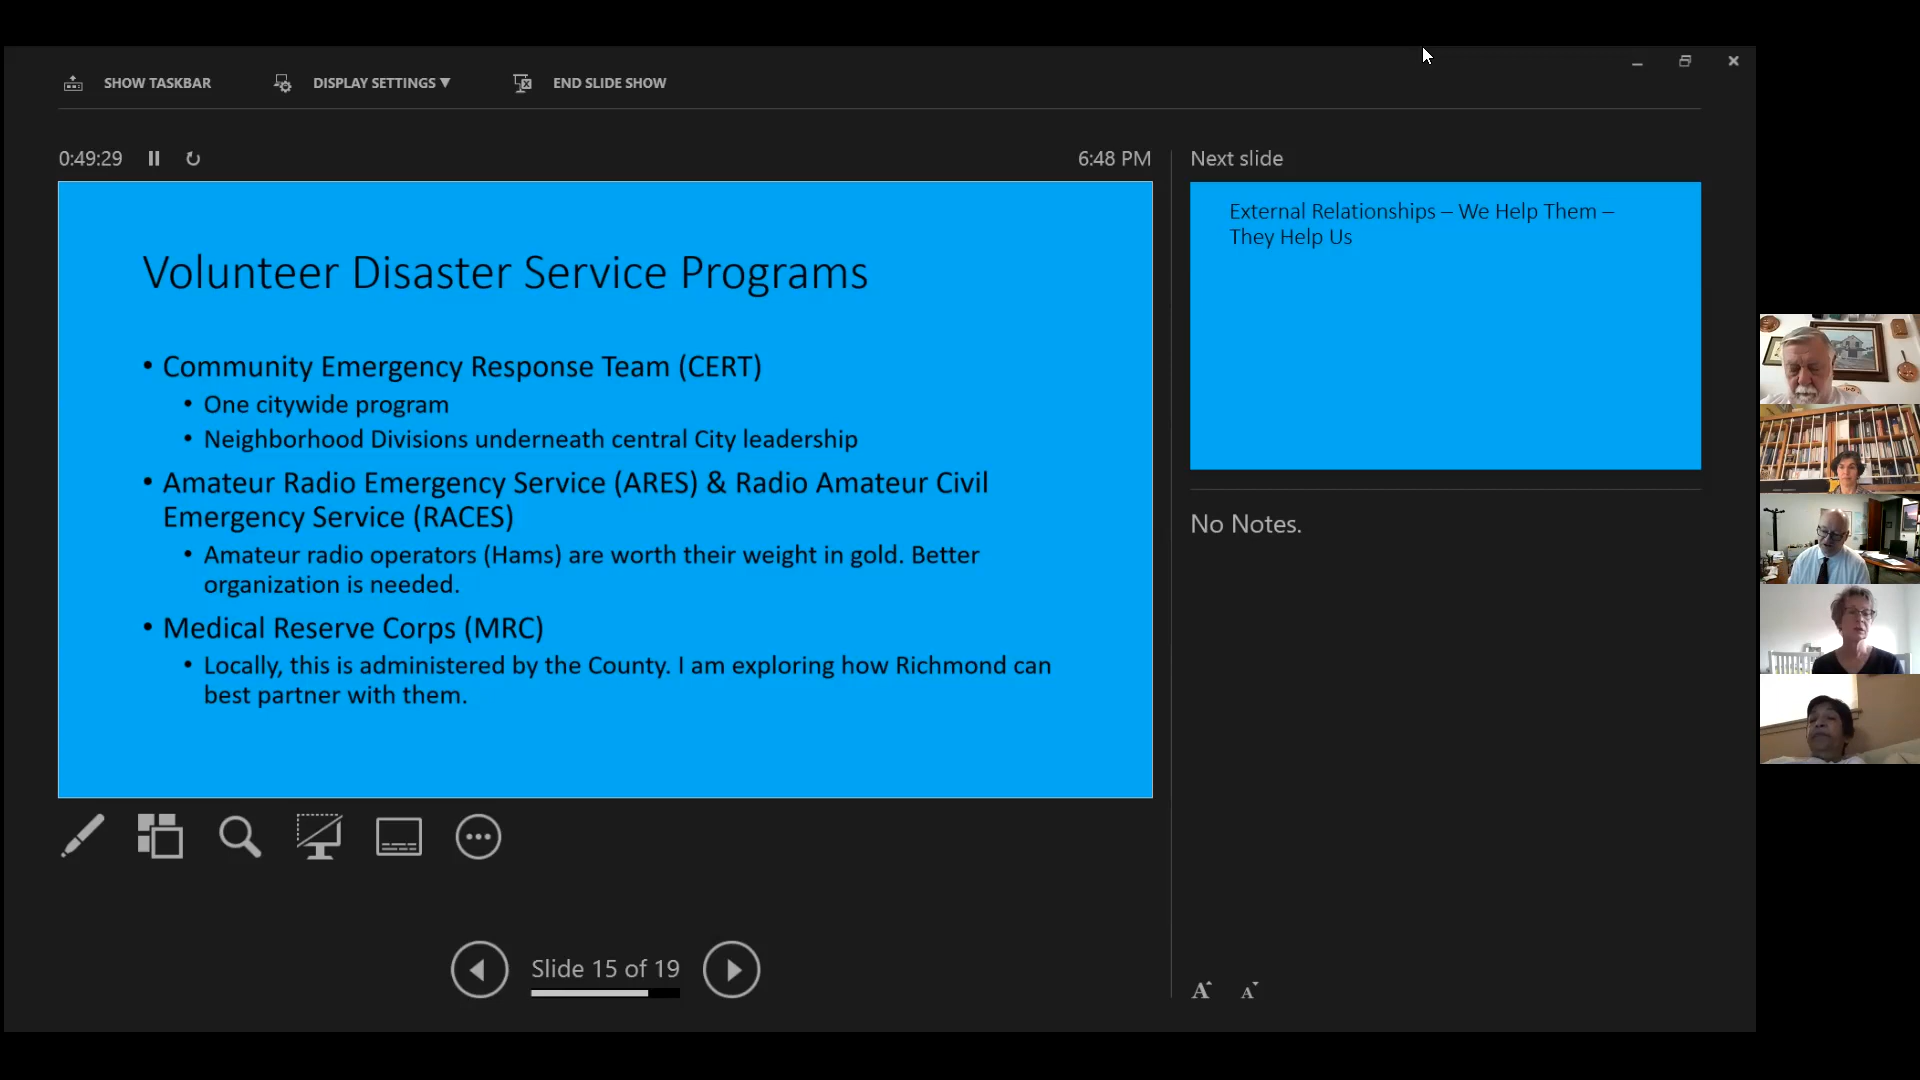 SHOW TASKBAR
DISPLAY SETTINGS ▼
END SLIDE SHOW
0:49:29
6:48 PM
Volunteer Disaster Service Programs
• Community Emergency Response Team (CERT)
• One citywide program
• Neighborhood Divisions underneath central City leadership
• Amateur Radio Emergency Service (ARES) & Radio Amateur Civil
Emergency Service (RACES)
• Amateur radio operators (Hams) are worth their weight in gold. Better
organization is needed.
• Medical Reserve Corps (MRC)
• Locally, this is administered by the County. I am exploring how Richmond can
best partner with them.
Slide 15 of 19
Next slide
External Relationships – We Help Them –
They Help Us
No Notes.
A A